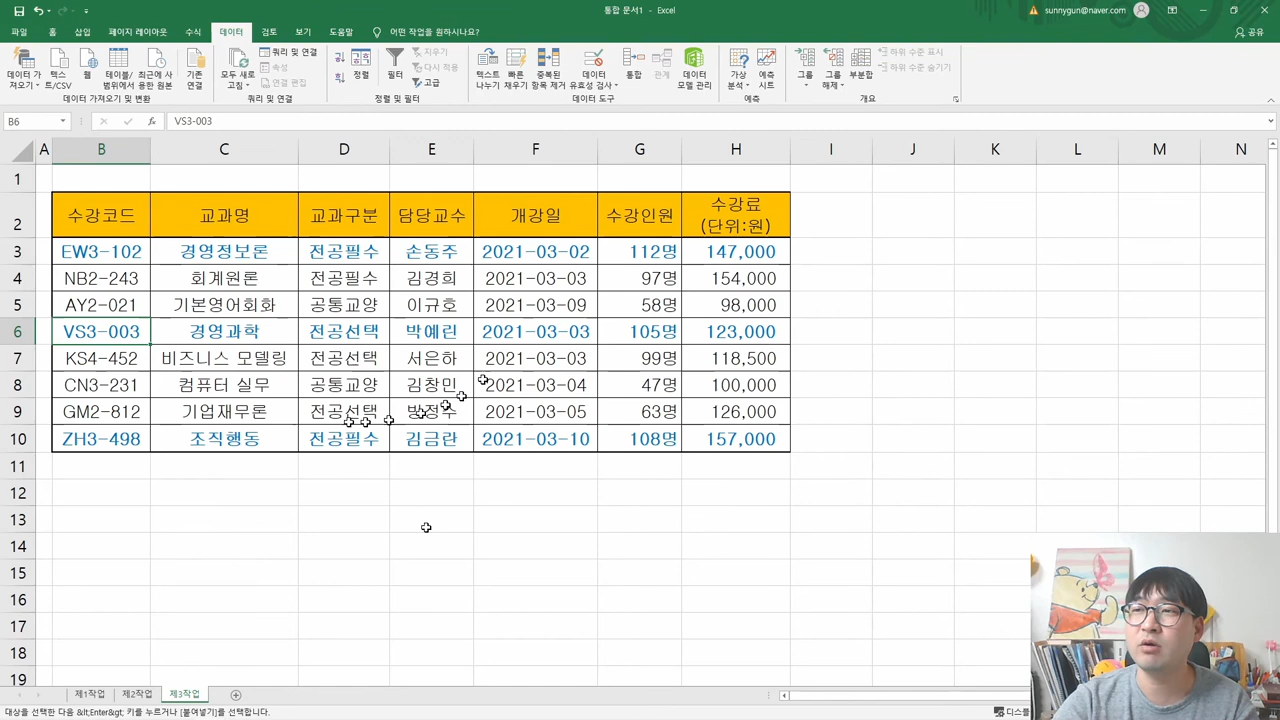 통합 문서1 - Excel
sunnygun@naver.com
파일 홈 삽입 페이지 레이아웃 수식 데이터 검토 보기 도움말 어떤 작업을 원하시나요? 공유
데이터 가져오기 텍스트/CSV 웹 테이블/범위에서 최근에 사용한 원본 기존 연결
모두 새로 고침 쿼리 및 연결 속성 연결 편집
정렬 필터 지우기 다시 적용 고급
텍스트 나누기 빠른 채우기 중복된 항목 제거 데이터 유효성 검사 통합 관계 데이터 모델 관리
가상 분석 예측 시트 그룹 그룹 해제 부분합 하위 수준 표시 하위 수준 숨기기
데이터 가져오기 및 변환 쿼리 및 연결 정렬 및 필터 데이터 도구 예측 개요
B6 fx VS3-003
A B C D E F G H I J K L M N
1
2 수강코드 교과명 교과구분 담당교수 개강일 수강인원 수강료 (단위:원)
3 EW3-102 경영정보론 전공필수 손동주 2021-03-02 112명 147,000
4 NB2-243 회계원론 전공필수 김경희 2021-03-03 97명 154,000
5 AY2-021 기본영어회화 공통교양 이규호 2021-03-09 58명 98,000
6 VS3-003 경영과학 전공선택 박예린 2021-03-03 105명 123,000
7 KS4-452 비즈니스 모델링 전공선택 서은하 2021-03-03 99명 118,500
8 CN3-231 컴퓨터 실무 공통교양 김창민 2021-03-04 47명 100,000
9 GM2-812 기업재무론 전공선택 2021-03-05 63명 126,000
10 ZH3-498 조직행동 전공필수 김금란 2021-03-10 108명 157,000
11
12
13
14
15
16
17
18
19
제1작업 제2작업 제3작업
대상을 선택한 다음 &lt;Enter&gt; 키를 누르거나 [붙여넣기]를 선택합니다.
디스플